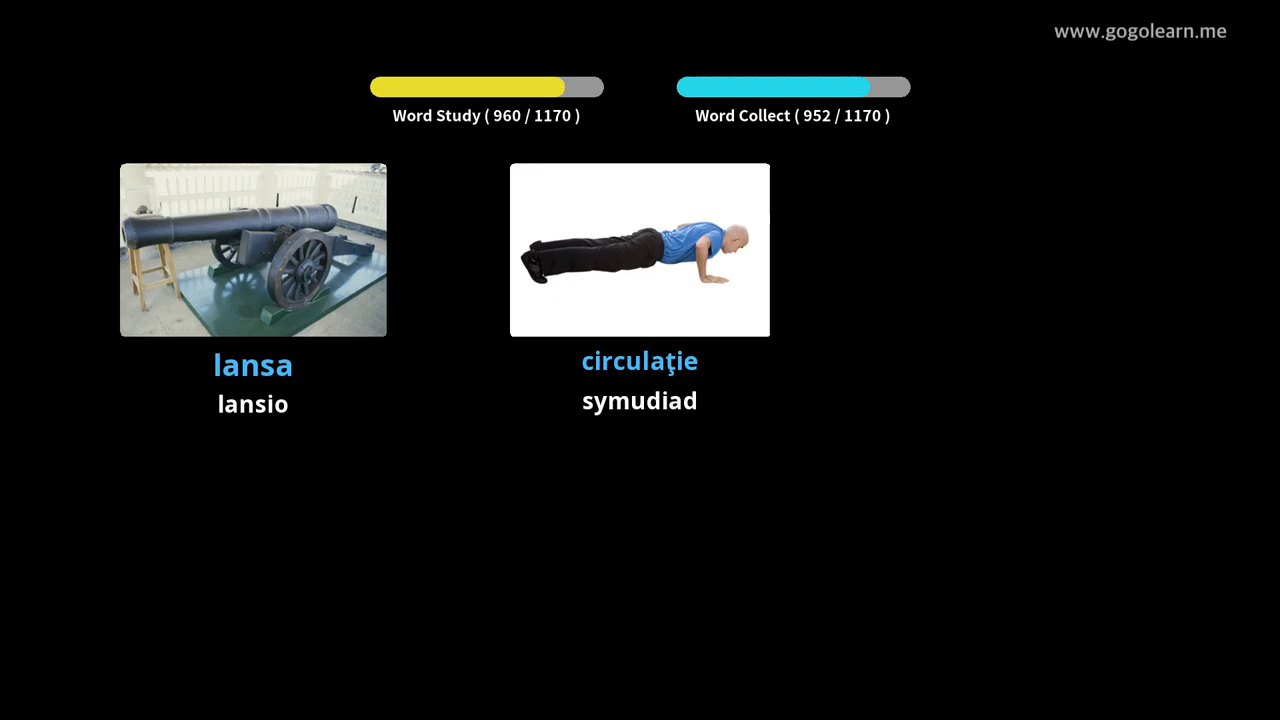 www.gogolearn.me
Word Study ( 960 / 1170 )
Word Collect ( 952 / 1170 )
lansa
lansio
circulaţie
symudiad